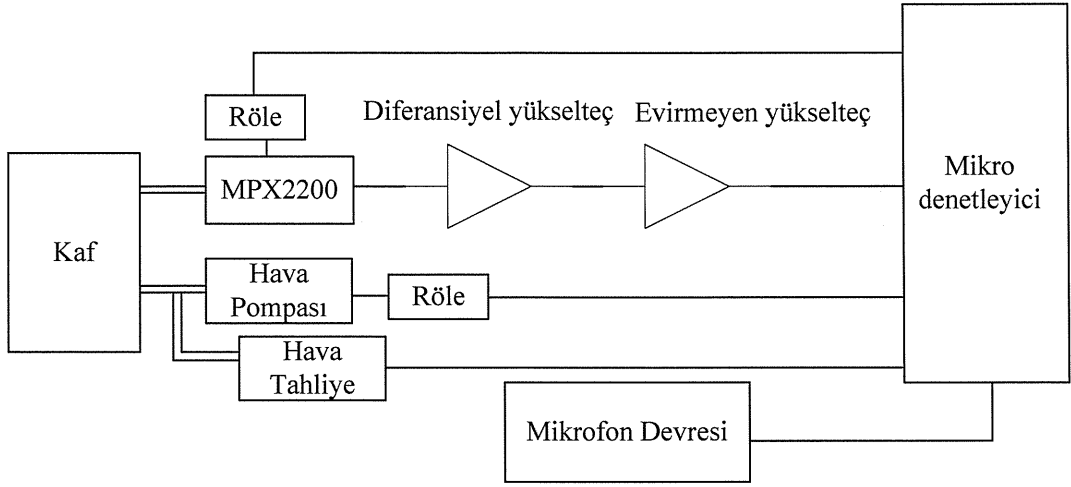 Röle
Diferansiyel yükselteç
Evirmeyen yükselteç
MPX2200
Mikro
denetleyici
Kaf
Hava
Pompası
Röle
Hava
Tahliye
Mikrofon Devresi